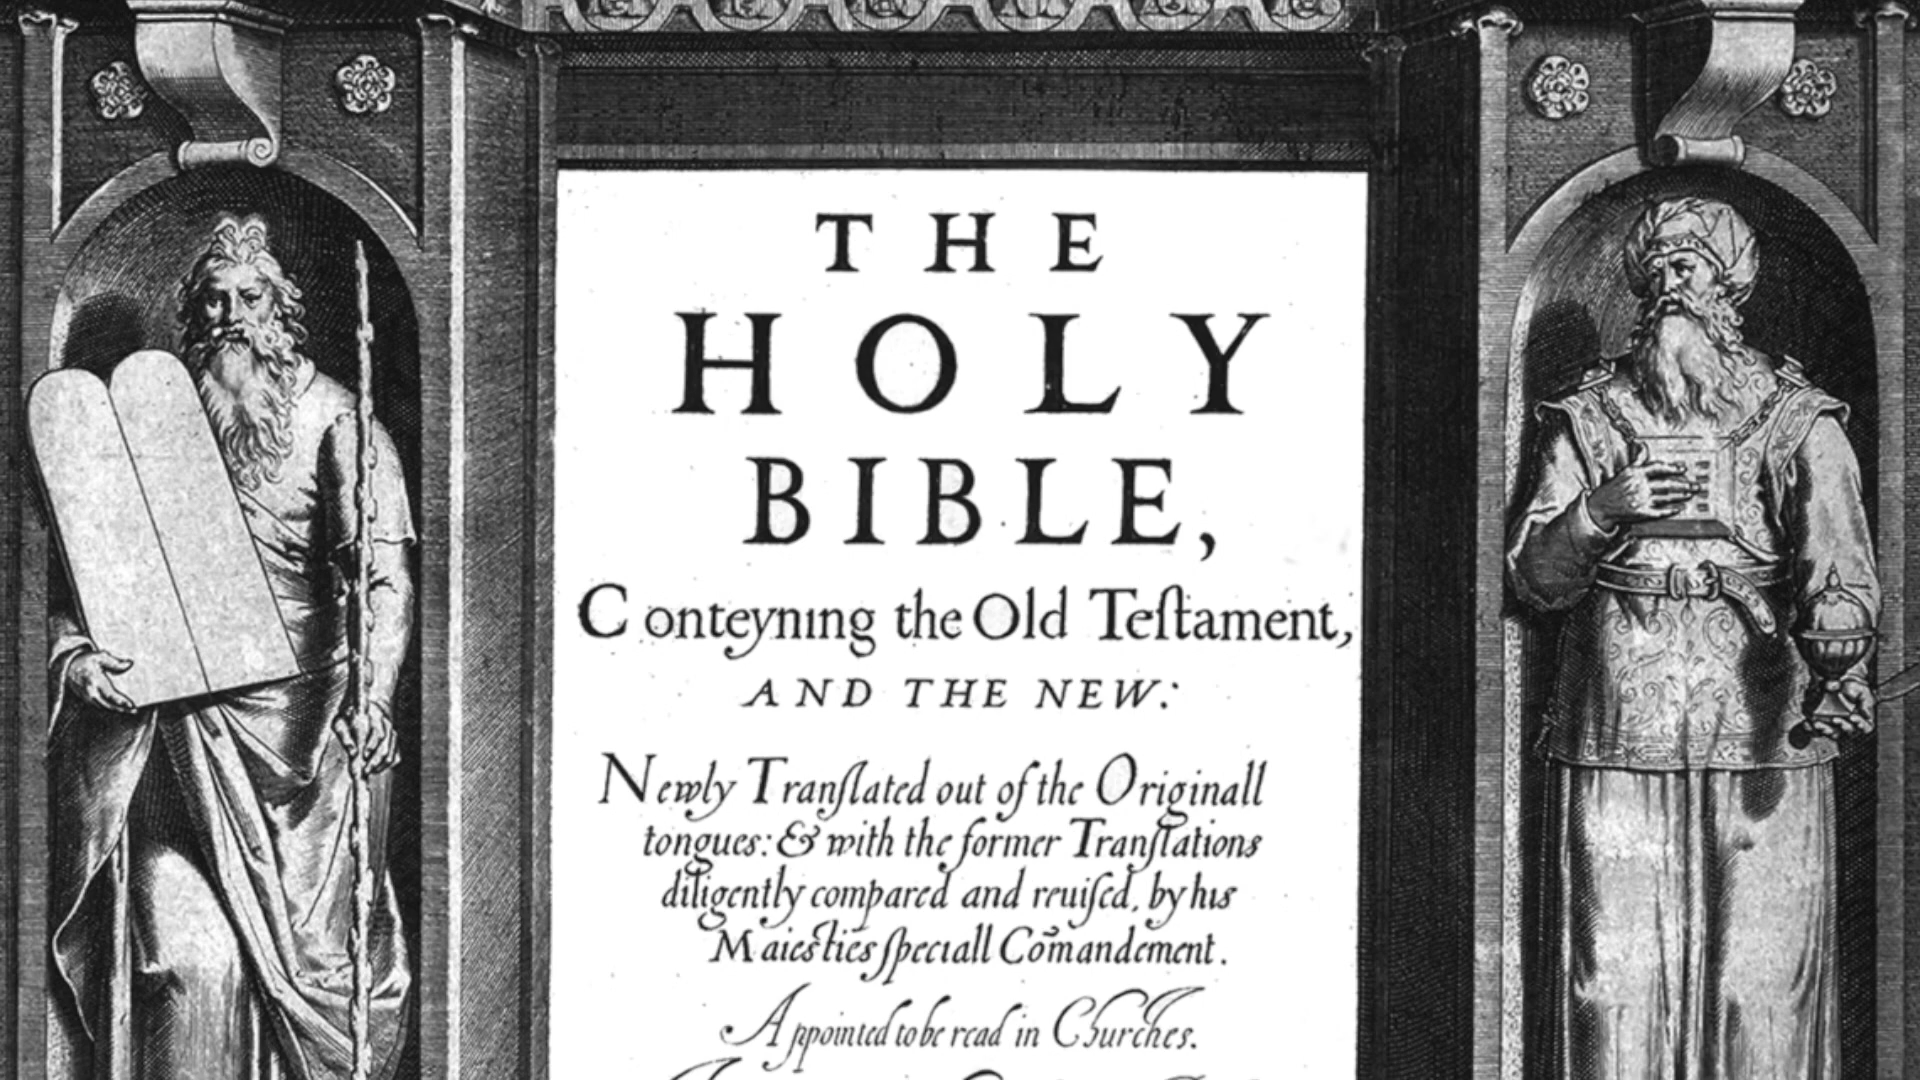 THE
HOLY
BIBLE,
Conteyning the Old Teſtament,
AND THE NEW:
Newly Tranſlated out of the Originall
tongues: & with the former Tranſlations
diligently compared and reuiſed, by his
Maieſties ſpeciall Cõmandement.
Appointed to be read in Churches.